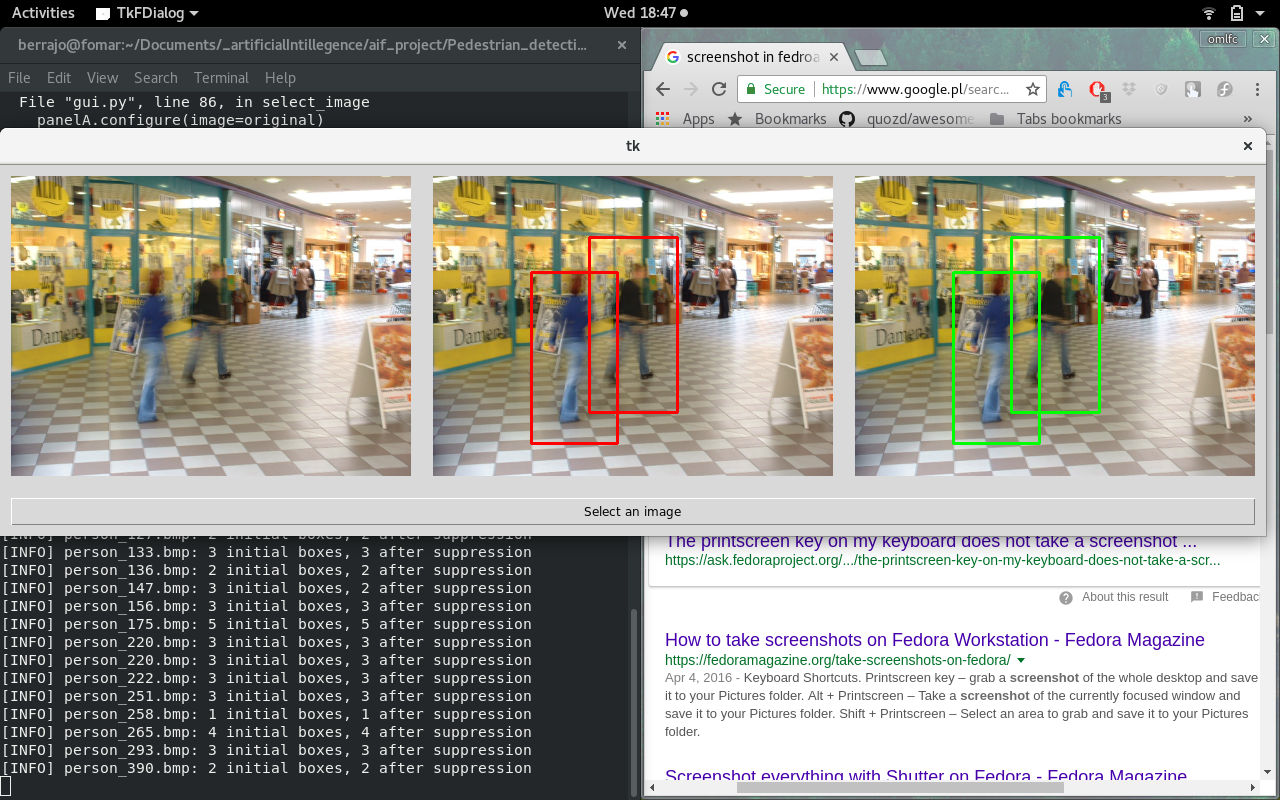 Activities
TkFDialog
Wed 18:47
berrajo@fomar:~/Documents/_artificialIntillegence/aif_project/Pedestrian_detecti...
File Edit View Search Terminal Help
File "gui.py", line 86, in select_image
panelA.configure(image=original)
omlfc
screenshot in fedroa
Secure
https://www.google.pl/searc...
3
Apps
Bookmarks
quozd/awesome
Tabs bookmarks
»
tk
Damen
Damen
Damen
Select an image
[INFO] person_127.bmp: 2 initial boxes, 2 after suppression
[INFO] person_133.bmp: 3 initial boxes, 3 after suppression
[INFO] person_136.bmp: 2 initial boxes, 2 after suppression
[INFO] person_147.bmp: 3 initial boxes, 2 after suppression
[INFO] person_156.bmp: 3 initial boxes, 3 after suppression
[INFO] person_175.bmp: 5 initial boxes, 5 after suppression
[INFO] person_220.bmp: 3 initial boxes, 3 after suppression
[INFO] person_220.bmp: 3 initial boxes, 3 after suppression
[INFO] person_222.bmp: 3 initial boxes, 3 after suppression
[INFO] person_251.bmp: 3 initial boxes, 3 after suppression
[INFO] person_258.bmp: 1 initial boxes, 1 after suppression
[INFO] person_265.bmp: 4 initial boxes, 4 after suppression
[INFO] person_293.bmp: 3 initial boxes, 3 after suppression
[INFO] person_390.bmp: 2 initial boxes, 2 after suppression
The printscreen key on my keyboard does not take a screenshot ...
https://ask.fedoraproject.org/.../the-printscreen-key-on-my-keyboard-does-not-take-a-scr...
About this result
Feedbac
How to take screenshots on Fedora Workstation - Fedora Magazine
https://fedoramagazine.org/take-screenshots-on-fedora/
Apr 4, 2016 - Keyboard Shortcuts. Printscreen key – grab a screenshot of the whole desktop and save
it to your Pictures folder. Alt + Printscreen – Take a screenshot of the currently focused window and
save it to your Pictures folder. Shift + Printscreen – Select an area to grab and save it to your Pictures
folder.
Screenshot everything with Shutter on Fedora - Fedora Magazine